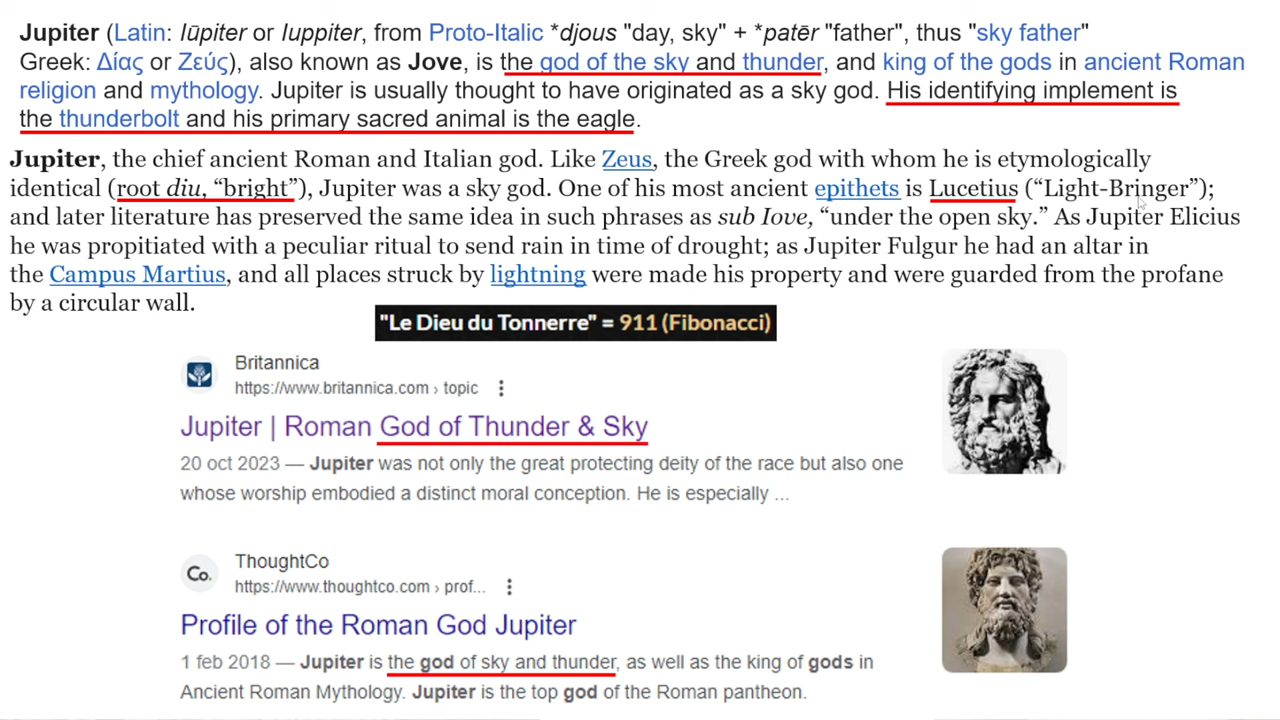 Jupiter (Latin: Iūpiter or Iuppiter, from Proto-Italic *djous "day, sky" + *patēr "father", thus "sky father"
Greek: Δίας or Ζεύς), also known as Jove, is the god of the sky and thunder, and king of the gods in ancient Roman
religion and mythology. Jupiter is usually thought to have originated as a sky god. His identifying implement is
the thunderbolt and his primary sacred animal is the eagle.
Jupiter, the chief ancient Roman and Italian god. Like Zeus, the Greek god with whom he is etymologically
identical (root diu, “bright”), Jupiter was a sky god. One of his most ancient epithets is Lucetius (“Light-Bringer”);
and later literature has preserved the same idea in such phrases as sub Iove, “under the open sky.” As Jupiter Elicius
he was propitiated with a peculiar ritual to send rain in time of drought; as Jupiter Fulgur he had an altar in
the Campus Martius, and all places struck by lightning were made his property and were guarded from the profane
by a circular wall.
"Le Dieu du Tonnerre" = 911 (Fibonacci)
Britannica
https://www.britannica.com › topic
Jupiter | Roman God of Thunder & Sky
20 oct 2023 — Jupiter was not only the great protecting deity of the race but also one
whose worship embodied a distinct moral conception. He is especially ...
ThoughtCo
Co.
https://www.thoughtco.com › prof...
Profile of the Roman God Jupiter
1 feb 2018 — Jupiter is the god of sky and thunder, as well as the king of gods in
Ancient Roman Mythology. Jupiter is the top god of the Roman pantheon.